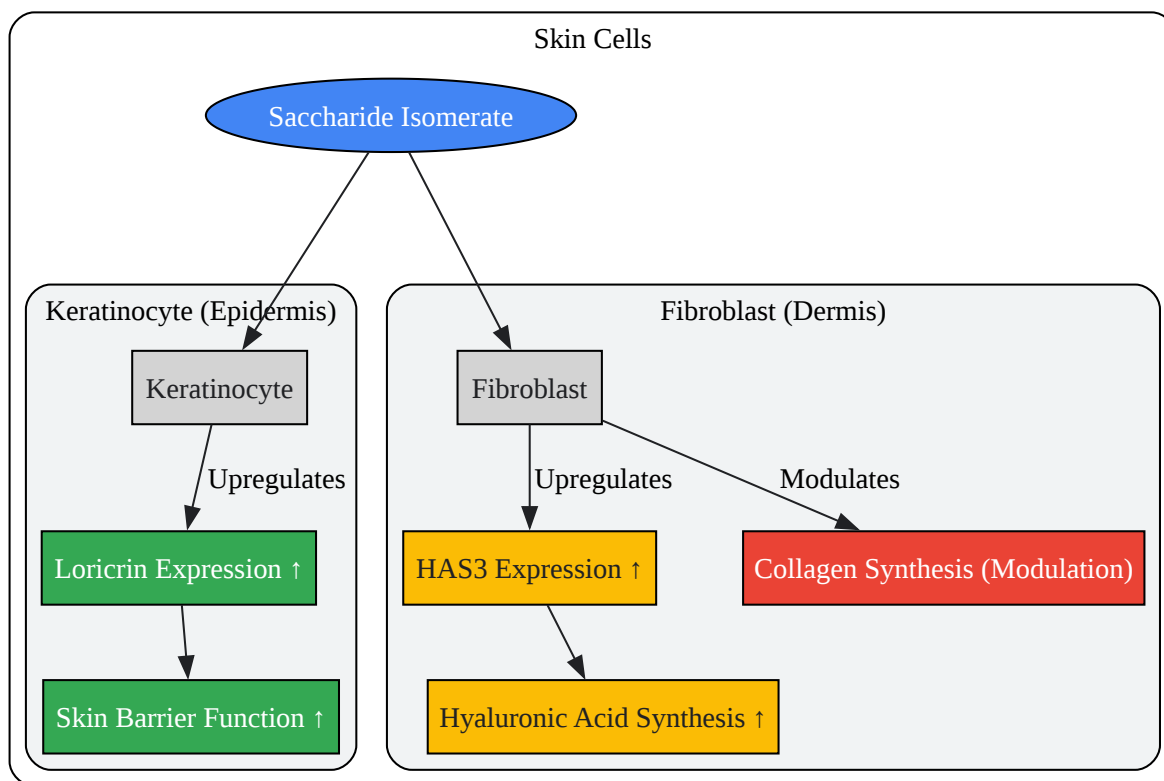 Skin Cells
Saccharide Isomerate
Keratinocyte (Epidermis)
Fibroblast (Dermis)
Keratinocyte
Fibroblast
Upregulates
Upregulates
Modulates
Loricrin Expression ↑
HAS3 Expression ↑
Collagen Synthesis (Modulation)
Skin Barrier Function ↑
Hyaluronic Acid Synthesis ↑